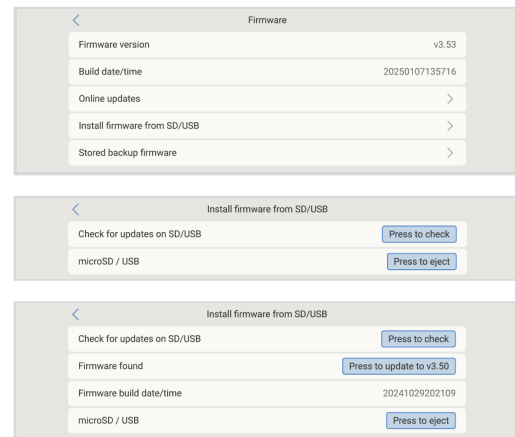 Firmware
Firmware version v3.53
Build date/time 20250107135716
Online updates
Install firmware from SD/USB
Stored backup firmware
Install firmware from SD/USB
Check for updates on SD/USB Press to check
microSD / USB Press to eject
Install firmware from SD/USB
Check for updates on SD/USB Press to check
Firmware found Press to update to v3.50
Firmware build date/time 20241029202109
microSD / USB Press to eject